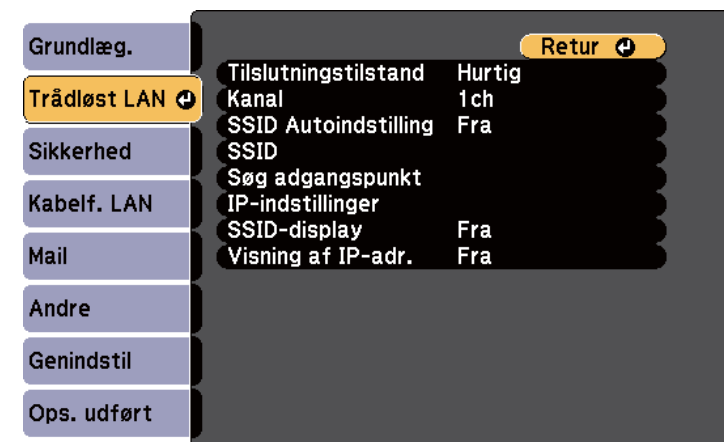 Grundlæg.
Trådløst LAN
Sikkerhed
Kabelf. LAN
Mail
Andre
Genindstil
Ops. udført
Retur
Tilslutningstilstand Hurtig
Kanal 1ch
SSID Autoindstilling Fra
SSID
Søg adgangspunkt
IP-indstillinger
SSID-display Fra
Visning af IP-adr. Fra